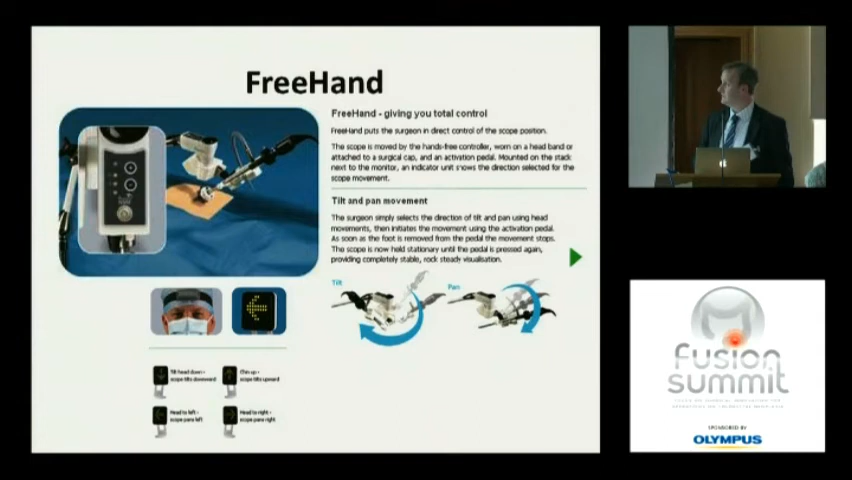 FreeHand
FreeHand - giving you total control
FreeHand puts the surgeon in direct control of the scope position.
The scope is moved by the hands-free controller, worn on a head band or
attached to a surgical cap, and an activation pedal. Mounted on the stack
next to the monitor, an indicator unit shows the direction selected for the
scope movement.
Tilt and pan movement
The surgeon simply selects the direction of tilt and pan using head
movements, then initiates the movement using the activation pedal.
As soon as the foot is removed from the pedal the movement stops.
The scope is now held stationary until the pedal is pressed again,
providing completely stable, rock steady visualisation.
Tilt
Pan
Tilt head down -
scope tilts downward
Chin up -
scope tilts upward
Head to left -
scope pans left
Head to right -
scope pans right
fusion
summit
SPONSORED BY
OLYMPUS